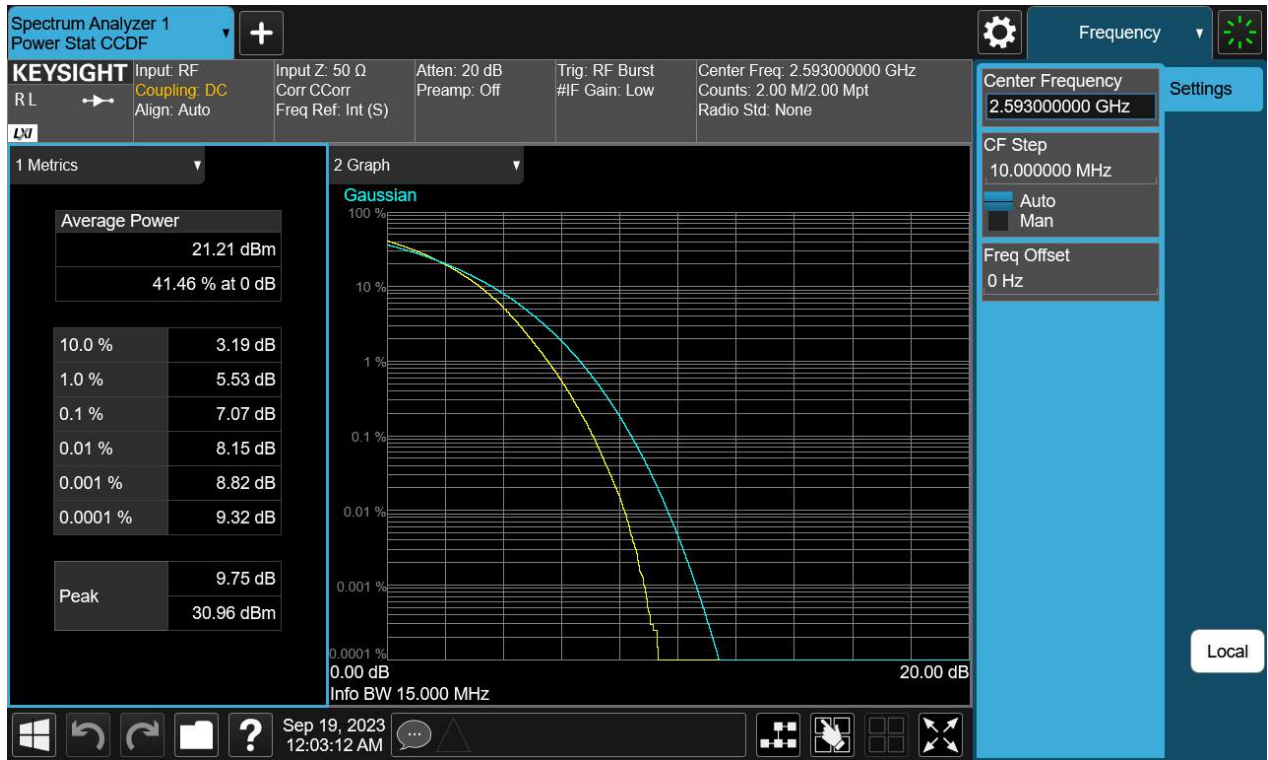 Spectrum Analyzer 1
Power Stat CCDF
+
Frequency
KEYSIGHT
RL
LXI
Input: RF
Coupling: DC
Align: Auto
Input Z: 50 Ω
Corr CCorr
Freq Ref: Int (S)
Atten: 20 dB
Preamp: Off
Trig: RF Burst
#IF Gain: Low
Center Freq: 2.593000000 GHz
Counts: 2.00 M/2.00 Mpt
Radio Std: None
Center Frequency
2.593000000 GHz
Settings
CF Step
10.000000 MHz
Auto
Man
Freq Offset
0 Hz
1 Metrics
Average Power
21.21 dBm
41.46 % at 0 dB
10.0 % 3.19 dB
1.0 % 5.53 dB
0.1 % 7.07 dB
0.01 % 8.15 dB
0.001 % 8.82 dB
0.0001 % 9.32 dB
Peak
9.75 dB
30.96 dBm
2 Graph
Gaussian
100 %
10 %
1 %
0.1 %
0.01 %
0.001 %
0.0001 %
0.00 dB 20.00 dB
Info BW 15.000 MHz
Local
?
Sep 19, 2023
12:03:12 AM